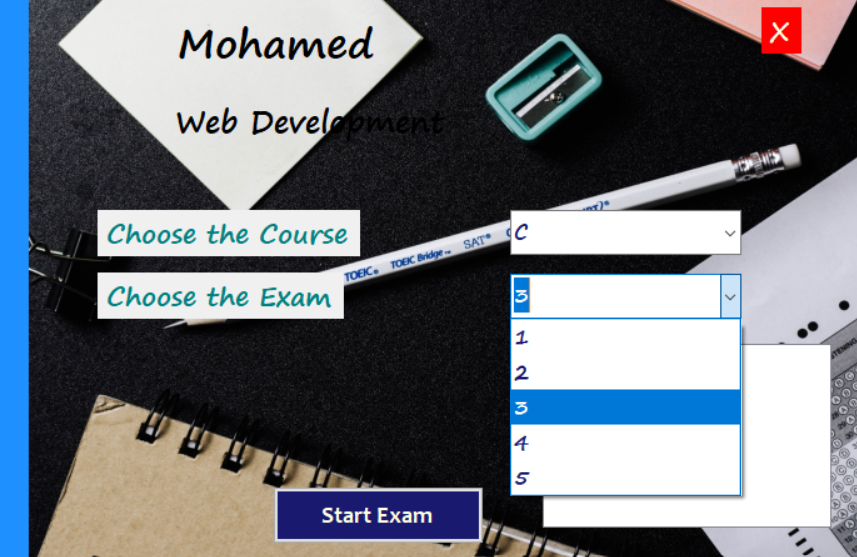 Mohamed
X
Web Development
Choose the Course
C
TOEIC® TOEIC Bridge™ SAT®
Choose the Exam
3
1
2
3
4
5
Start Exam